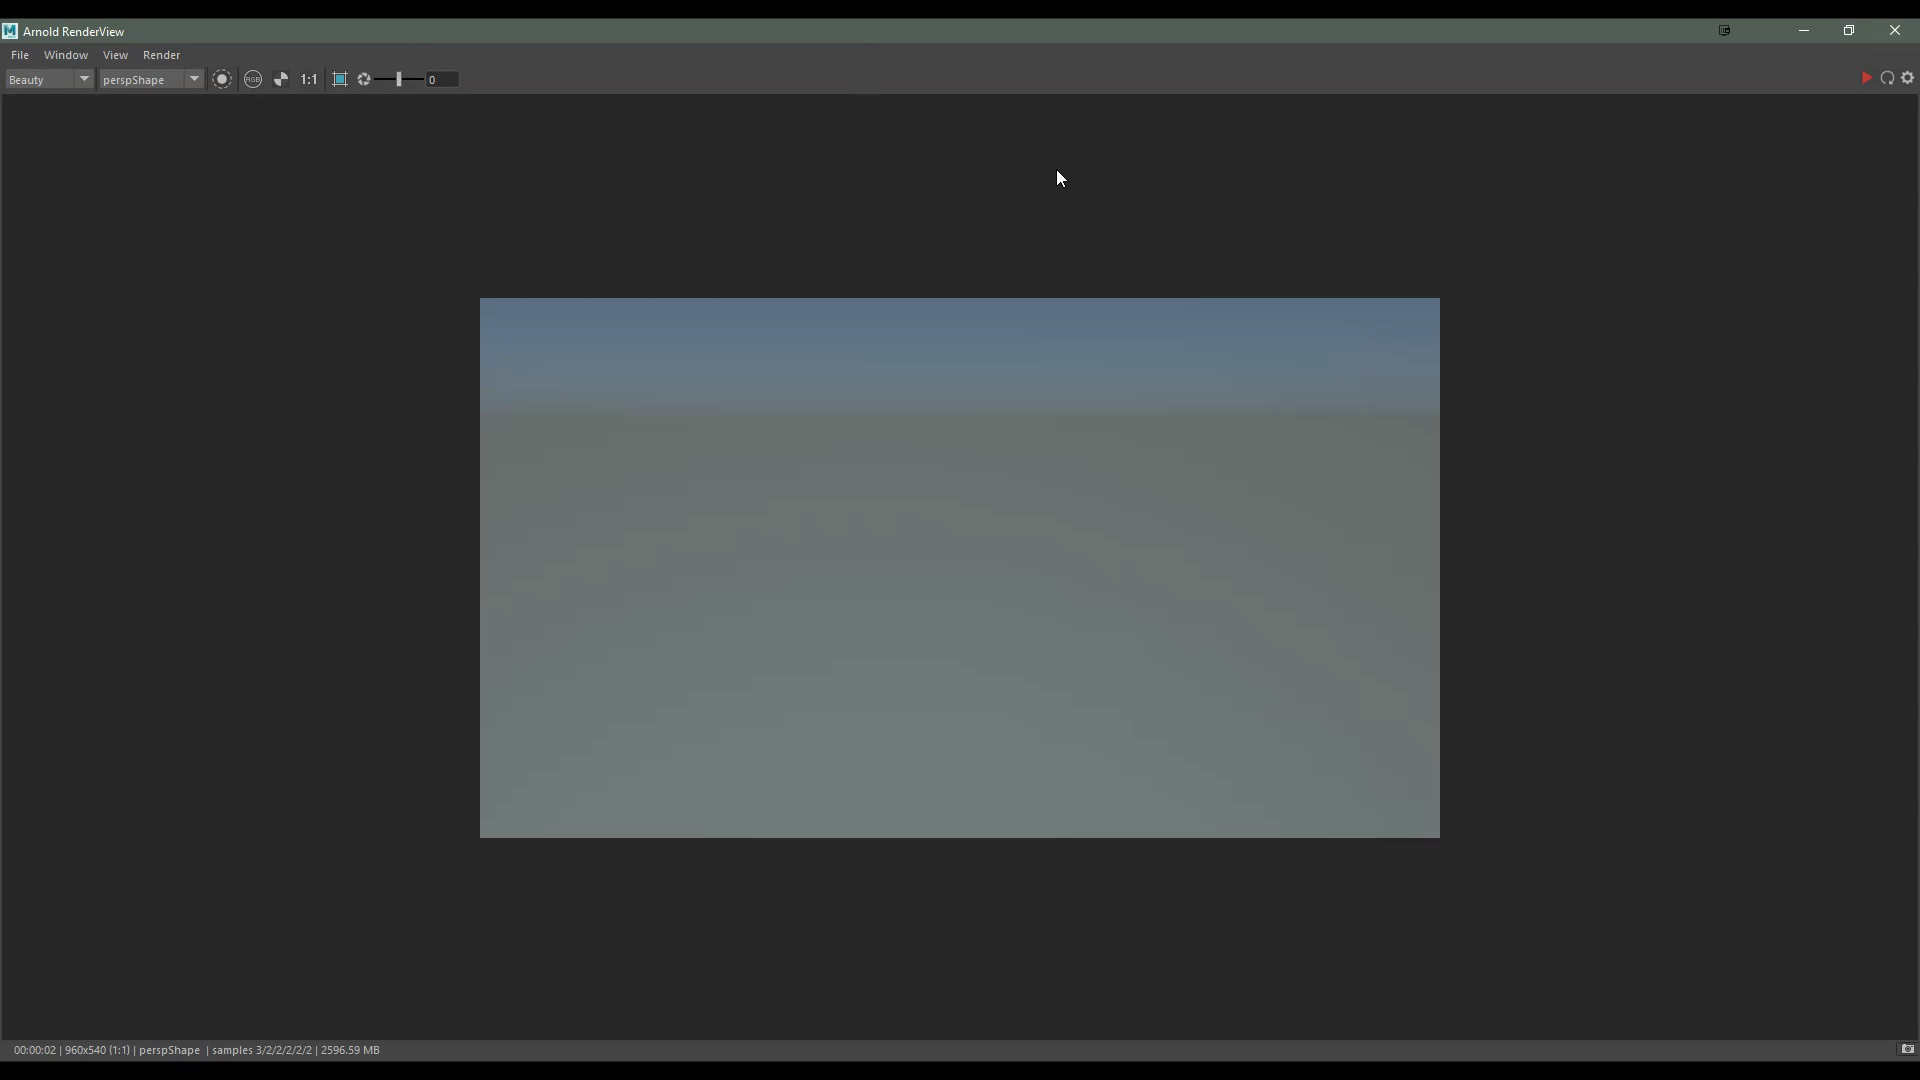 Arnold RenderView
File Window View Render
Beauty perspShape RGB 1:1 0
00:00:02 | 960x540 (1:1) | perspShape | samples 3/2/2/2/2/2 | 2596.59 MB